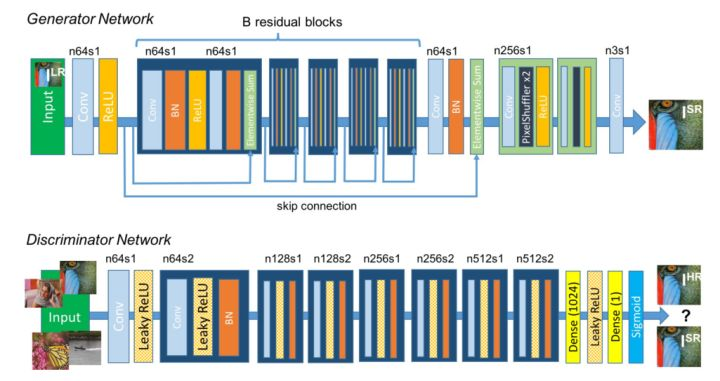 Generator Network
B residual blocks
n64s1
n64s1
n64s1
n64s1
n256s1
n3s1
I LR
Input
Conv
ReLU
Conv
BN
ReLU
Conv
BN
Elementwise Sum
Conv
BN
Elementwise Sum
Conv
PixelShuffler x2
ReLU
Conv
I SR
skip connection
Discriminator Network
n64s1
n64s2
n128s1
n128s2
n256s1
n256s2
n512s1
n512s2
Input
Conv
Leaky ReLU
Conv
Leaky ReLU
BN
Dense (1024)
Leaky ReLU
Dense (1)
Sigmoid
I HR
?
I SR